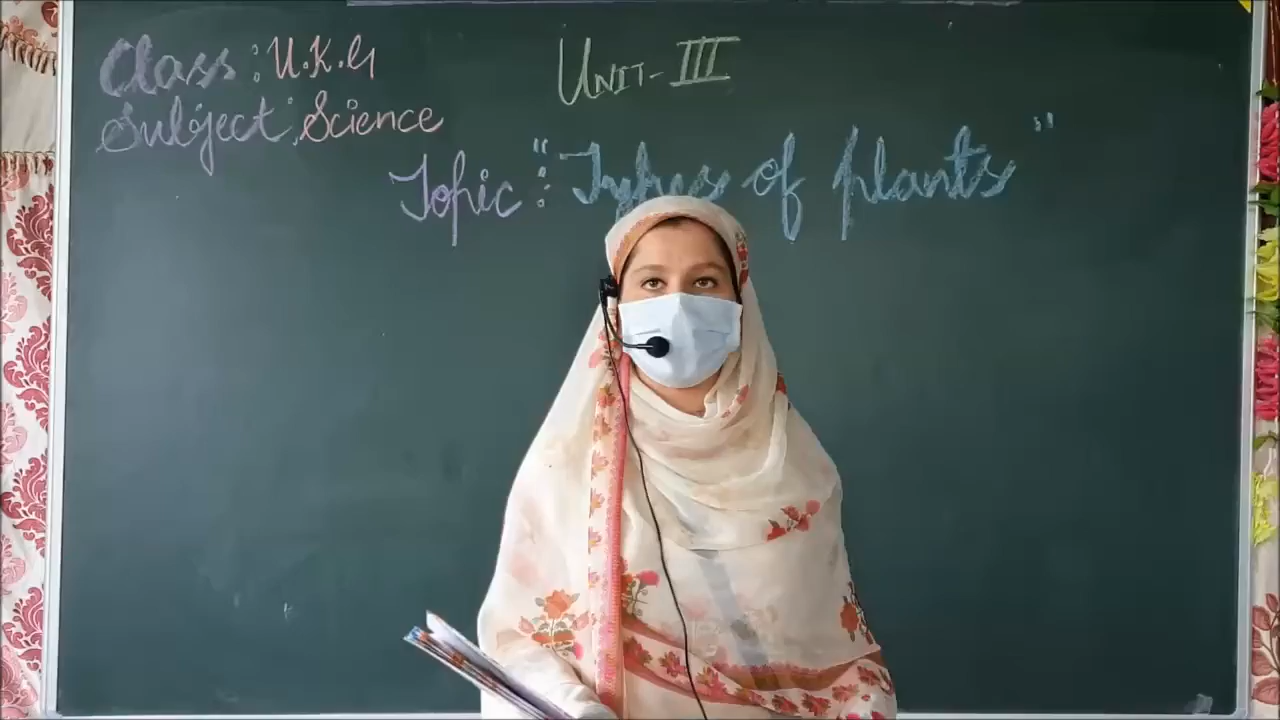 Class : U.K.G
UNIT-III
Subject : Science
Topic : "Types of plants"